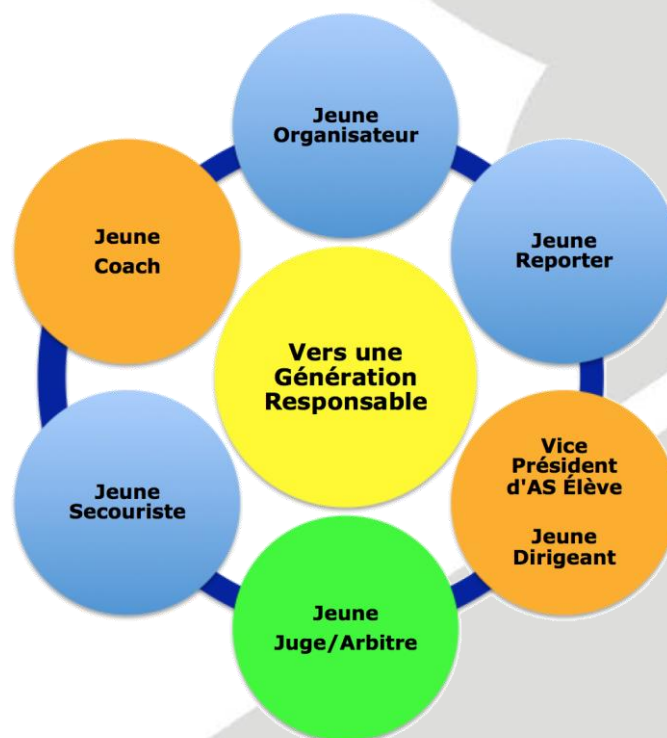 Jeune
Organisateur
Jeune
Reporter
Jeune
Coach
Vers une
Génération
Responsable
Vice
Président
d'AS Élève
Jeune
Dirigeant
Jeune
Secouriste
Jeune
Juge/Arbitre